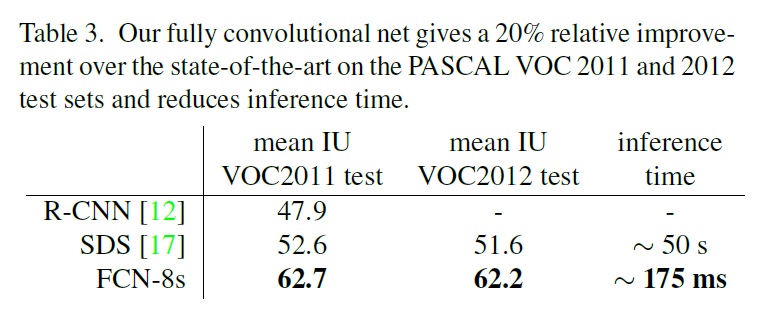 Table 3. Our fully convolutional net gives a 20% relative improve-
ment over the state-of-the-art on the PASCAL VOC 2011 and 2012
test sets and reduces inference time.
mean IU mean IU inference
VOC2011 test VOC2012 test time
R-CNN [12] 47.9 - -
SDS [17] 52.6 51.6 ~ 50 s
FCN-8s 62.7 62.2 ~ 175 ms